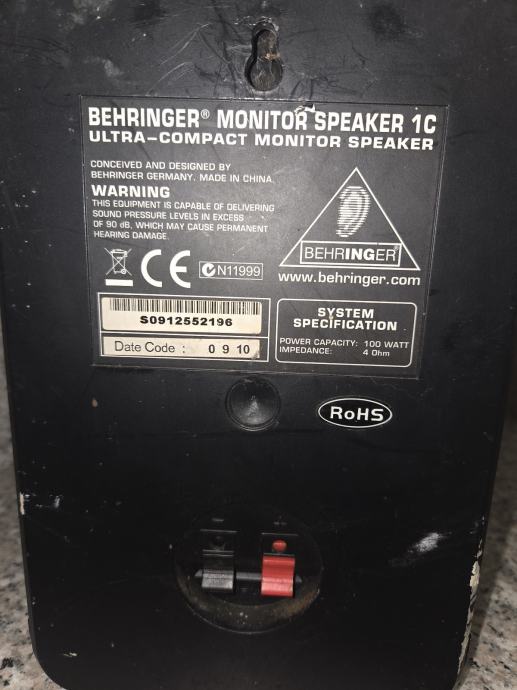 BEHRINGER® MONITOR SPEAKER 1C
ULTRA-COMPACT MONITOR SPEAKER
CONCEIVED AND DESIGNED BY
BEHRINGER GERMANY. MADE IN CHINA.
WARNING
THIS EQUIPMENT IS CAPABLE OF DELIVERING
SOUND PRESSURE LEVELS IN EXCESS
OF 90 dB, WHICH MAY CAUSE PERMANENT
HEARING DAMAGE.
BEHRINGER
www.behringer.com
CE
N11999
S0912552196
Date Code : 0 9 10
SYSTEM
SPECIFICATION
POWER CAPACITY: 100 WATT
IMPEDANCE: 4 Ohm
RoHS